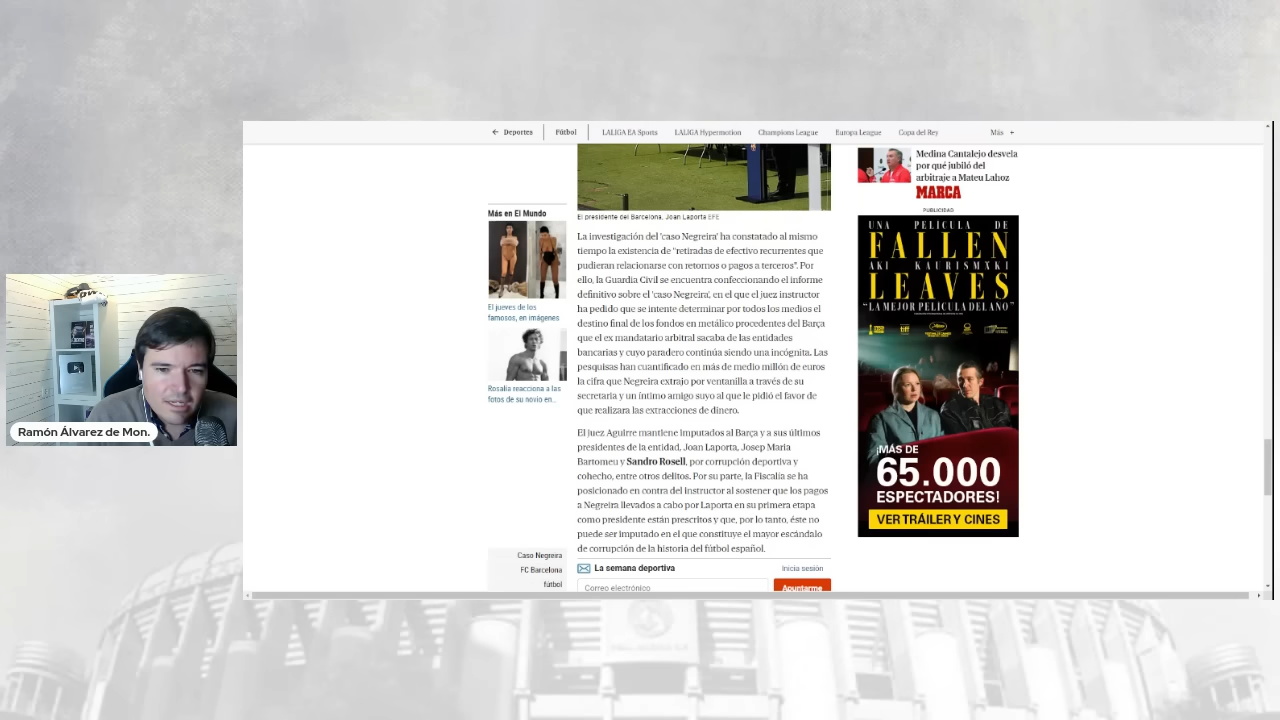 ← Deportes Fútbol LALIGA EA Sports LALIGA Hypermotion Champions League Europa League Copa del Rey Más +
Más en El Mundo
El jueves de los
famosos, en imágenes
Rosalía reacciona a las
fotos de su novio en...
Caso Negreira
FC Barcelona
fútbol
El presidente del Barcelona, Joan Laporta EFE
La investigación del 'caso Negreira' ha constatado al mismo
tiempo la existencia de "retiradas de efectivo recurrentes que
pudieran relacionarse con retornos o pagos a terceros". Por
ello, la Guardia Civil se encuentra confeccionando el informe
definitivo sobre el 'caso Negreira', en el que el juez instructor
ha pedido que se intente determinar por todos los medios el
destino final de los fondos en metálico procedentes del Barça
que el ex mandatario arbitral sacaba de las entidades
bancarias y cuyo paradero continúa siendo una incógnita. Las
pesquisas han cuantificado en más de medio millón de euros
la cifra que Negreira extrajo por ventanilla a través de su
secretaria y un íntimo amigo suyo al que le pidió el favor de
que realizara las extracciones de dinero.
El juez Aguirre mantiene imputados al Barça y a sus últimos
presidentes de la entidad, Joan Laporta, Josep Maria
Bartomeu y Sandro Rosell, por corrupción deportiva y
cohecho, entre otros delitos. Por su parte, la Fiscalía se ha
posicionado en contra del instructor al sostener que los pagos
a Negreira llevados a cabo por Laporta en su primera etapa
como presidente están prescritos y que, por lo tanto, éste no
puede ser imputado en el que constituye el mayor escándalo
de corrupción de la historia del fútbol español.
La semana deportiva Inicia sesión
Correo electrónico Apuntarme
Medina Cantalejo desvela
por qué jubiló del
arbitraje a Mateu Lahoz
MARCA
PUBLICIDAD
UNA PELÍCULA DE
FALLEN
AKI KAURISMÄKI
LEAVES
"LA MEJOR PELÍCULA DEL AÑO"
¡MÁS DE
65.000
ESPECTADORES!
VER TRÁILER Y CINES
Ramón Álvarez de Mon.